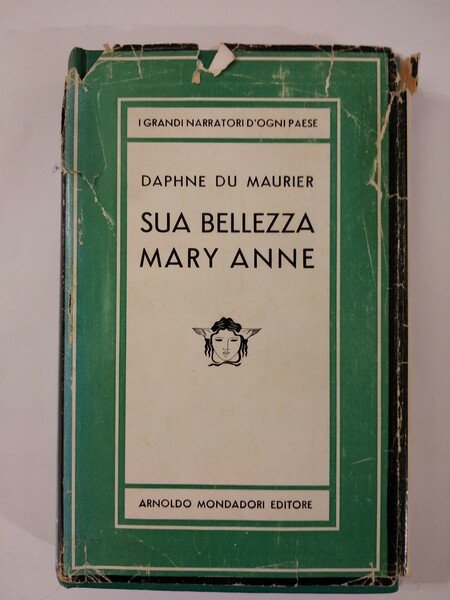 I GRANDI NARRATORI D'OGNI PAESE
DAPHNE DU MAURIER
SUA BELLEZZA
MARY ANNE
ARNOLDO MONDADORI EDITORE